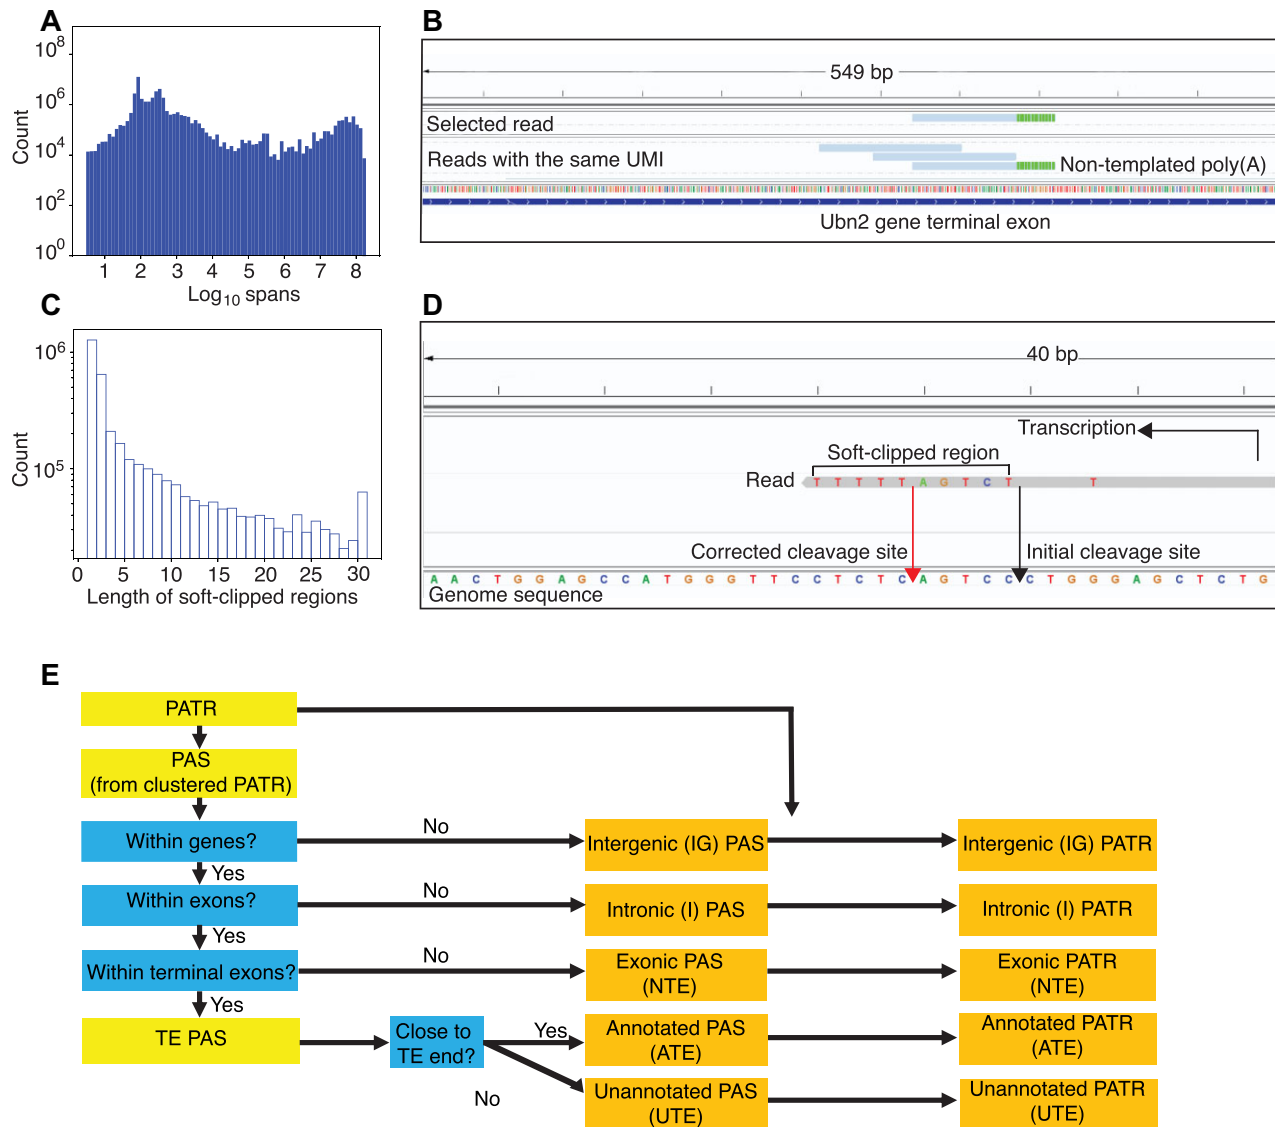 A
10^8
10^6
10^4
10^2
10^0
Count
1 2 3 4 5 6 7 8
Log10 spans
B
549 bp
Selected read
Reads with the same UMI
Non-templated poly(A)
Ubn2 gene terminal exon
C
10^6
10^5
Count
0 5 10 15 20 25 30
Length of soft-clipped regions
D
40 bp
Transcription
Soft-clipped region
Read
T T T T T A G T C T T
Corrected cleavage site
Initial cleavage site
A A C T G G A G C C A T G G G T T C C T C T C A G T C C C T G G G A G C T C T G
Genome sequence
E
PATR
PAS
(from clustered PATR)
Within genes?
No
Intergenic (IG) PAS
Intergenic (IG) PATR
Yes
Within exons?
No
Intronic (I) PAS
Intronic (I) PATR
Yes
Within terminal exons?
No
Exonic PAS
(NTE)
Exonic PATR
(NTE)
Yes
TE PAS
Close to
TE end?
Yes
Annotated PAS
(ATE)
Annotated PATR
(ATE)
No
Unannotated PAS
(UTE)
Unannotated PATR
(UTE)